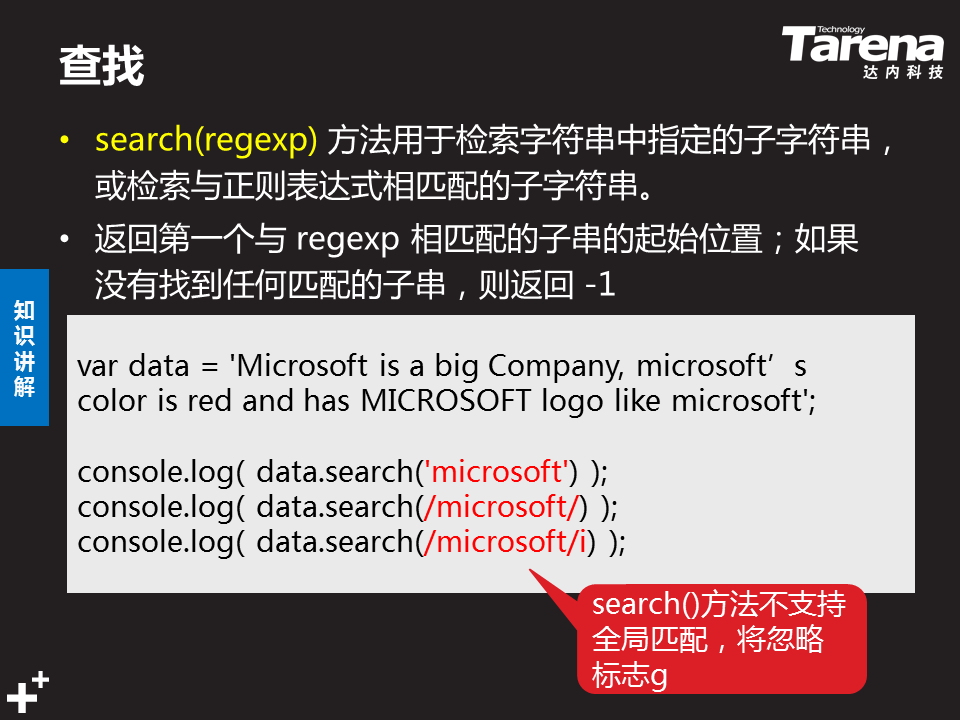 查找
Technology
Tarena
达内科技
• search(regexp) 方法用于检索字符串中指定的子字符串，
或检索与正则表达式相匹配的子字符串。
• 返回第一个与 regexp 相匹配的子串的起始位置；如果
没有找到任何匹配的子串，则返回 -1
知
识
讲
解
var data = 'Microsoft is a big Company, microsoft’s
color is red and has MICROSOFT logo like microsoft';
console.log( data.search('microsoft') );
console.log( data.search(/microsoft/) );
console.log( data.search(/microsoft/i) );
search()方法不支持
全局匹配，将忽略
标志g